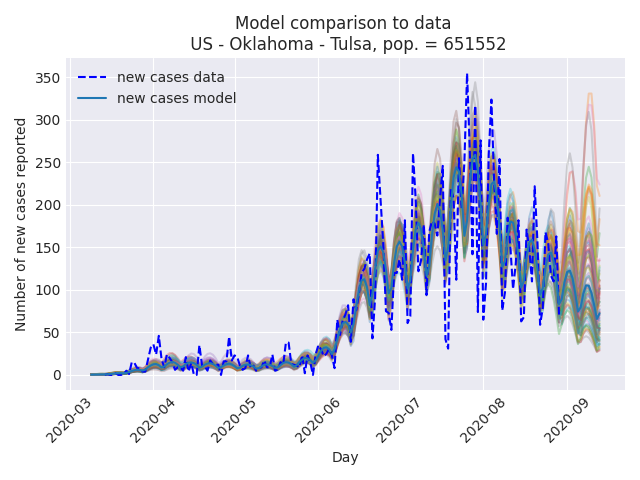 Model comparison to data
US - Oklahoma - Tulsa, pop. = 651552
new cases data
new cases model
Number of new cases reported
350
300
250
200
150
100
50
0
2020-03
2020-04
2020-05
2020-06
2020-07
2020-08
2020-09
Day